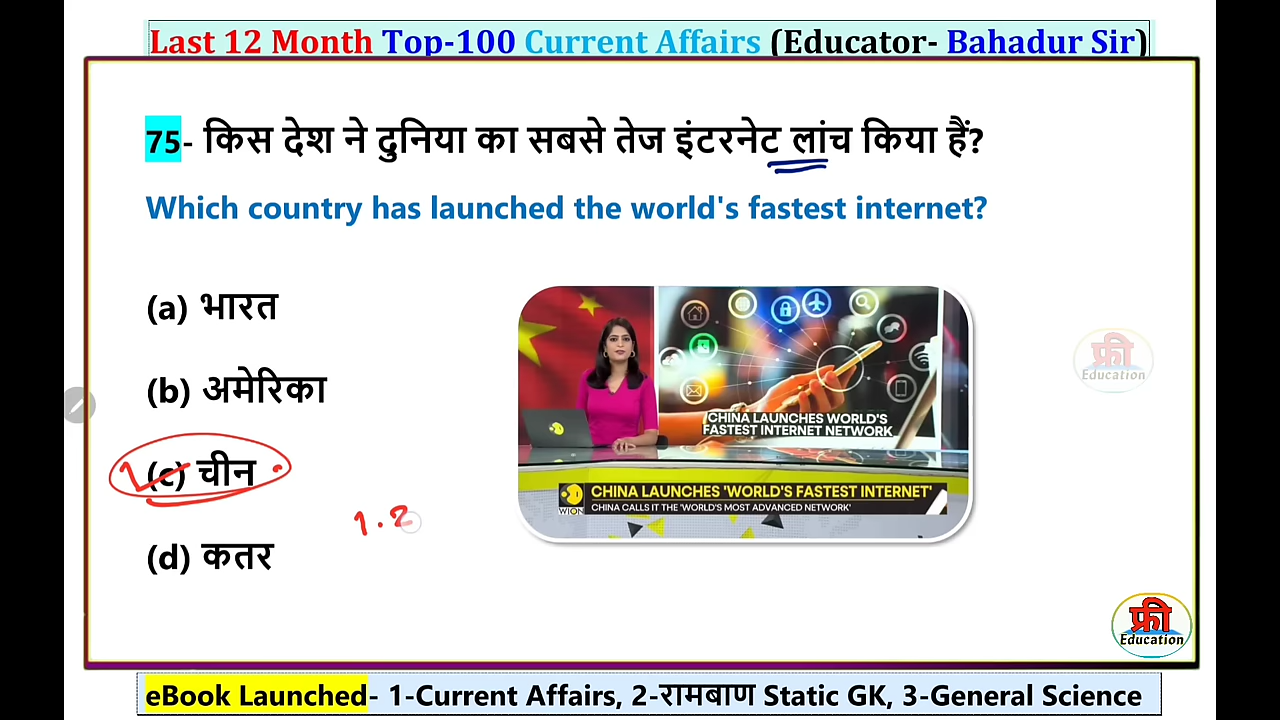 Last 12 Month Top-100 Current Affairs (Educator- Bahadur Sir)
75- किस देश ने दुनिया का सबसे तेज इंटरनेट लांच किया हैं?
Which country has launched the world's fastest internet?
(a) भारत
(b) अमेरिका
(c) चीन
(d) कतर
1.2
CHINA LAUNCHES WORLD'S
FASTEST INTERNET NETWORK
WION
CHINA LAUNCHES 'WORLD'S FASTEST INTERNET'
CHINA CALLS IT THE 'WORLD'S MOST ADVANCED NETWORK'
फ्री
Education
फ्री
Education
eBook Launched- 1-Current Affairs, 2-रामबाण Static GK, 3-General Science